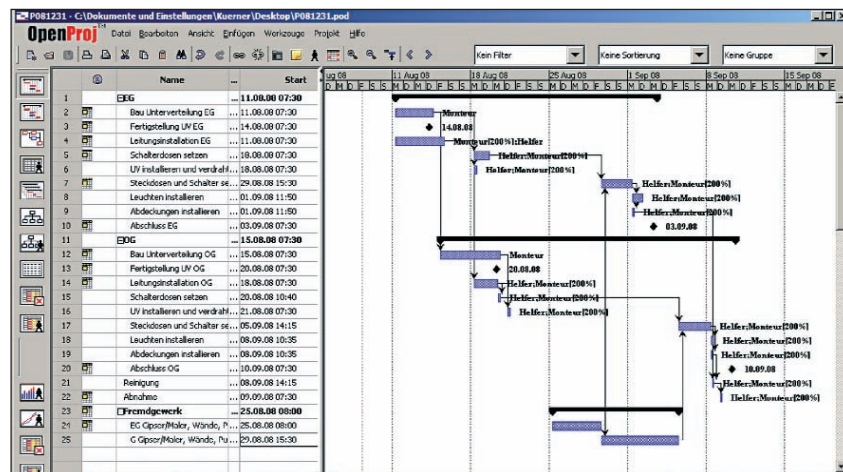 P081231 - C:\Dokumente und Einstellungen\Kuerner\Desktop\P081231.pod
OpenProj Datei Bearbeiten Ansicht Einfügen Werkzeuge Projekt Hilfe
Kein Filter Keine Sortierung Keine Gruppe
Name ... Start
ug 08 11 Aug 08 18 Aug 08 25 Aug 08 1 Sep 08 8 Sep 08 15 Sep 08
D F S S M D M D F S S M D M D F S S M D M D F S S M D M D F S S M D M D F S S M D M D F
1 EG ... 11.08.08 07:30
2 Bau Unterverteilung EG ... 11.08.08 07:30 Monteur
3 Fertigstellung UV EG ... 14.08.08 07:30 14.08.08
4 Leitungsinstallation EG ... 11.08.08 07:30 Monteur[200%];Helfer
5 Schalterdosen setzen ... 18.08.08 07:30 Helfer;Monteur[200%]
6 UV installieren und verdraht... 18.08.08 07:30 Helfer;Monteur[200%]
7 Steckdosen und Schalter se... 29.08.08 15:30 Helfer;Monteur[200%]
8 Leuchten installieren ... 01.09.08 11:50 Helfer;Monteur[200%]
9 Abdeckungen installieren ... 01.09.08 11:50 Helfer;Monteur[200%]
10 Abschluss EG ... 03.09.08 07:30 03.09.08
11 OG ... 15.08.08 07:30
12 Bau Unterverteilung OG ... 15.08.08 07:30 Monteur
13 Fertigstellung UV OG ... 20.08.08 07:30 20.08.08
14 Leitungsinstallation OG ... 18.08.08 07:30 Helfer;Monteur[200%]
15 Schalterdosen setzen ... 20.08.08 10:40 Helfer;Monteur[200%]
16 UV installieren und verdraht... 21.08.08 07:30 Helfer;Monteur[200%]
17 Steckdosen und Schalter se... 05.09.08 14:15 Helfer;Monteur[200%]
18 Leuchten installieren ... 08.09.08 10:35 Helfer;Monteur[200%]
19 Abdeckungen installieren ... 08.09.08 10:35 Helfer;Monteur[200%]
20 Abschluss OG ... 10.09.08 07:30 10.09.08
21 Reinigung ... 08.09.08 14:15 Helfer;Monteur[200%]
22 Abnahme ... 09.09.08 07:30 Helfer;Monteur[200%]
23 Fremdgewerk ... 25.08.08 08:00
24 EG Gipser/Maler, Wände, P... 25.08.08 08:00
25 G Gipser/Maler, Wände, Pu... 29.08.08 15:30